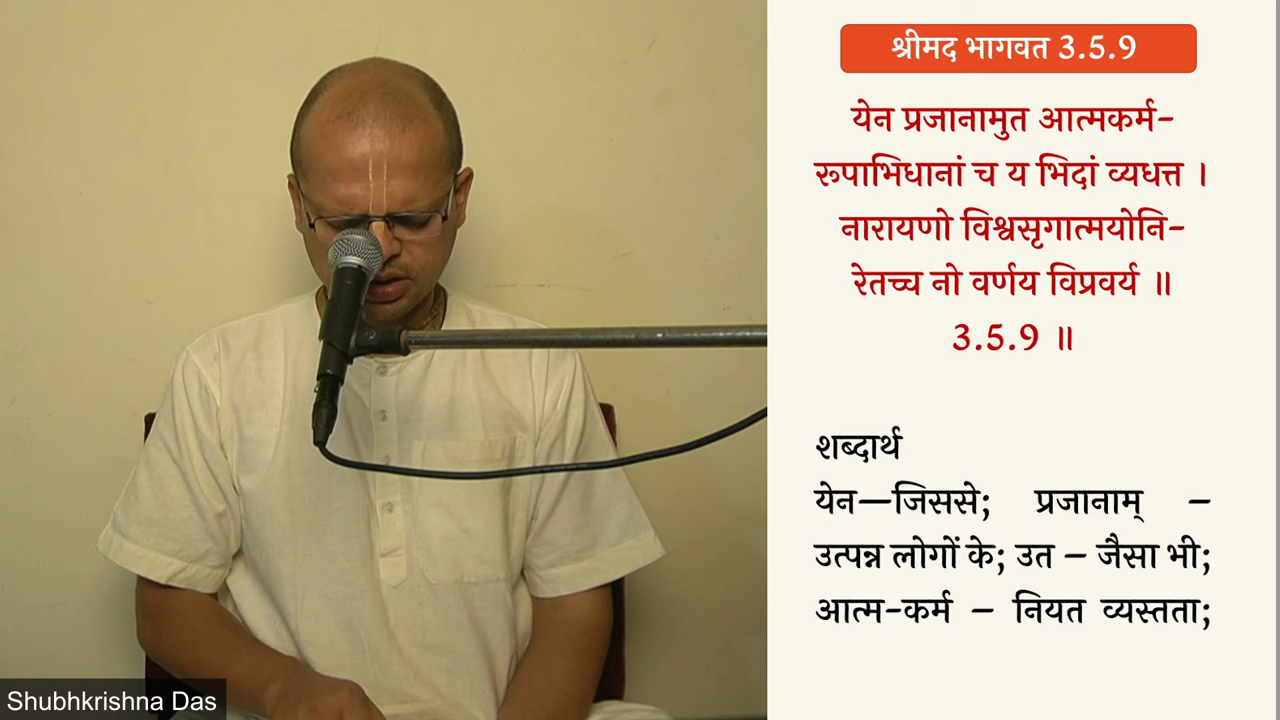 श्रीमद भागवत 3.5.9
येन प्रजानामुत आत्मकर्म-
रूपाभिधानां च य भिदां व्यधत्त ।
नारायणो विश्वसृगात्मयोनि-
रेतच्च नो वर्णय विप्रवर्य ॥
3.5.9 ॥
शब्दार्थ
येन—जिससे; प्रजानाम् –
उत्पन्न लोगों के; उत – जैसा भी;
आत्म-कर्म – नियत व्यस्तता;
Shubhkrishna Das